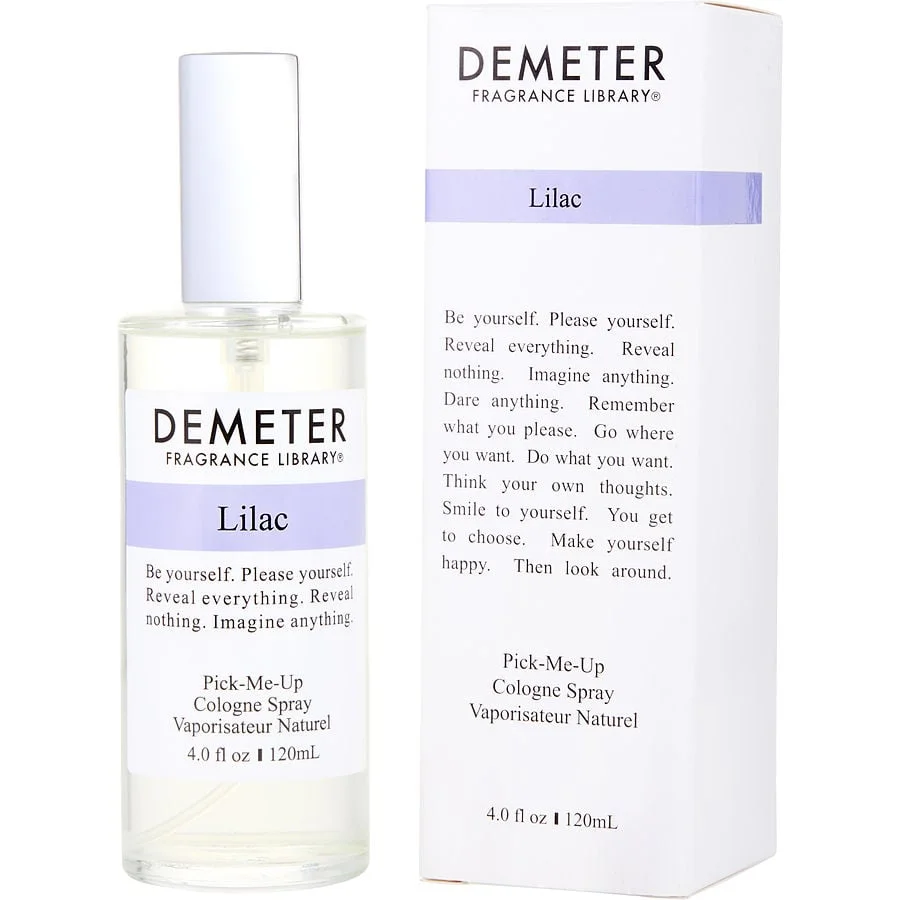 DEMETER
FRAGRANCE LIBRARY®
Lilac
Be yourself. Please yourself.
Reveal everything. Reveal
nothing. Imagine anything.
Pick-Me-Up
Cologne Spray
Vaporisateur Naturel
4.0 fl oz ❙ 120mL
DEMETER
FRAGRANCE LIBRARY®
Lilac
Be yourself. Please yourself.
Reveal everything. Reveal
nothing. Imagine anything.
Dare anything. Remember
what you please. Go where
you want. Do what you want.
Think your own thoughts.
Smile to yourself. You get
to choose. Make yourself
happy. Then look around.
Pick-Me-Up
Cologne Spray
Vaporisateur Naturel
4.0 fl oz ❙ 120mL